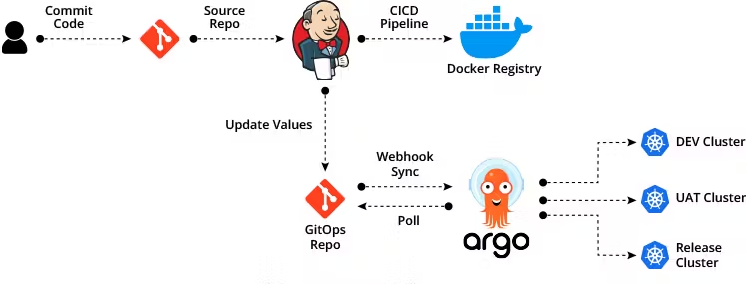 Commit
Code
Source
Repo
CICD
Pipeline
Docker Registry
Update Values
Webhook
Sync
GitOps
Repo
Poll
argo
DEV Cluster
UAT Cluster
Release
Cluster